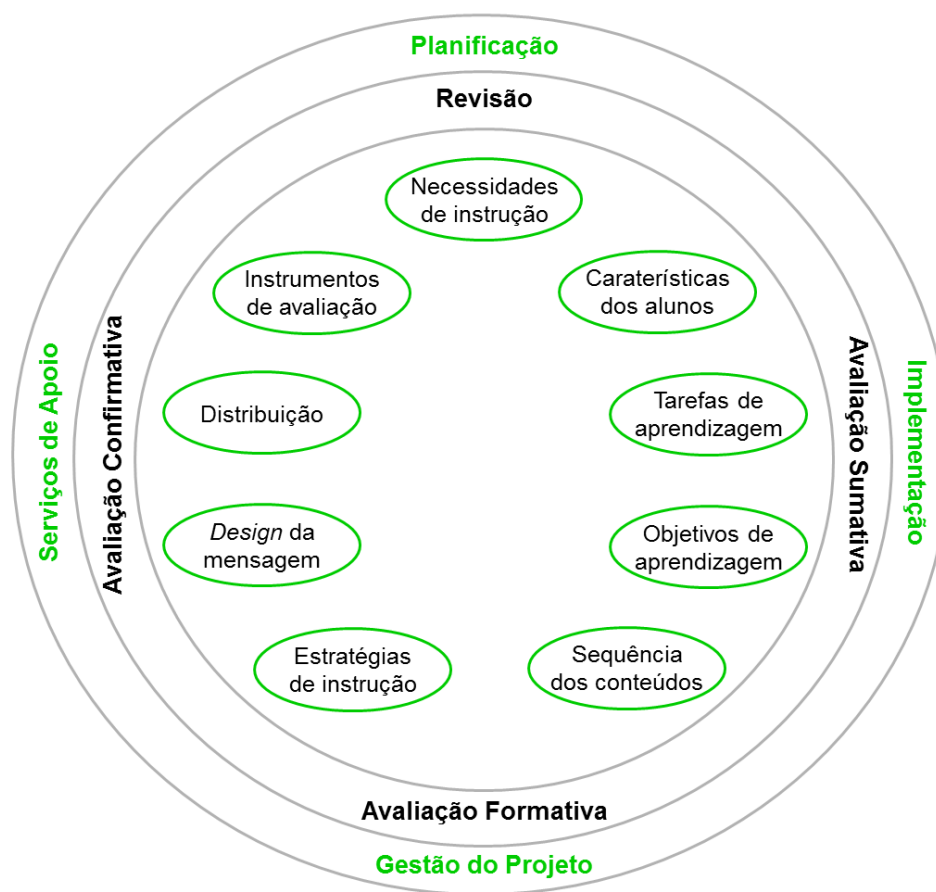 Planificação
Revisão
Necessidades
de instrução
Instrumentos
de avaliação
Caraterísticas
dos alunos
Distribuição
Tarefas de
aprendizagem
Design da
mensagem
Objetivos de
aprendizagem
Estratégias
de instrução
Sequência
dos conteúdos
Serviços de Apoio
Avaliação Confirmativa
Avaliação Sumativa
Implementação
Avaliação Formativa
Gestão do Projeto